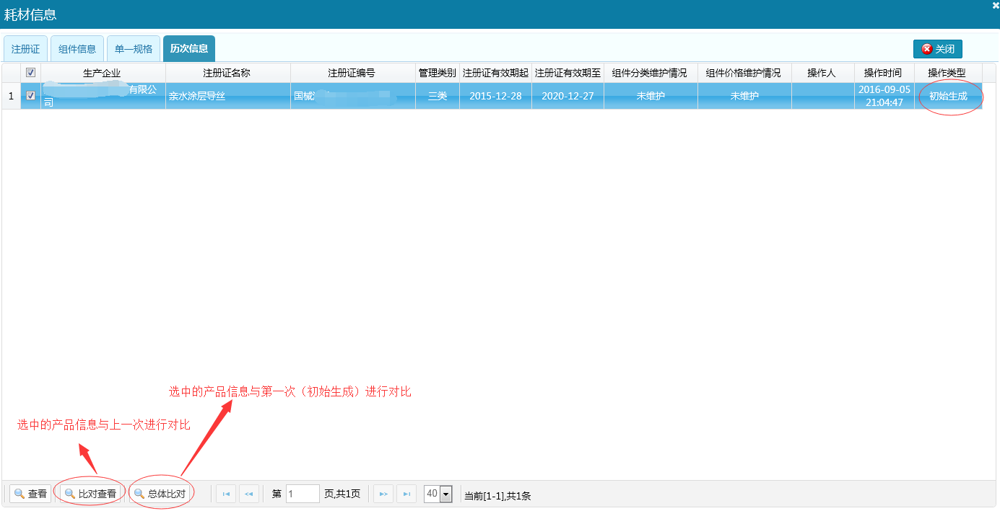 耗材信息
注册证 组件信息 单一规格 历次信息 关闭
生产企业 注册证名称 注册证编号 管理类别 注册证有效期起 注册证有效期至 组件分类维护情况 组件价格维护情况 操作人 操作时间 操作类型
1 有限公司 亲水涂层导丝 国械 三类 2015-12-28 2020-12-27 未维护 未维护 2016-09-05 21:04:47 初始生成
选中的产品信息与第一次（初始生成）进行对比
选中的产品信息与上一次进行对比
查看 比对查看 总体比对 第 1 页,共1页 40 当前[1-1],共1条